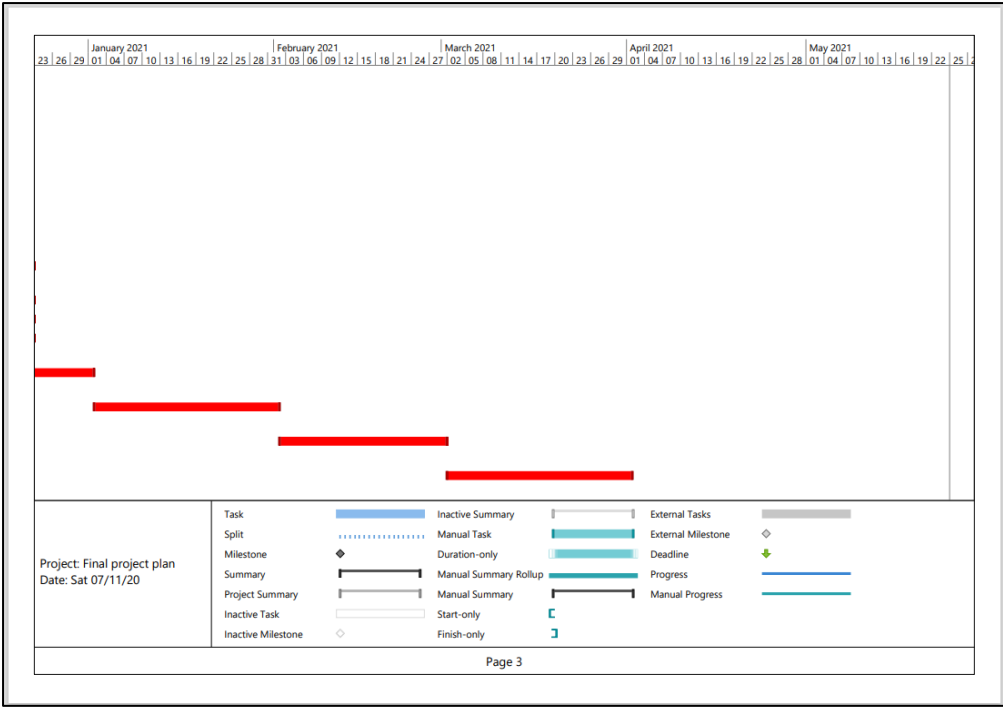 January 2021 February 2021 March 2021 April 2021 May 2021
23 26 29 01 04 07 10 13 16 19 22 25 28 31 03 06 09 12 15 18 21 24 27 02 05 08 11 14 17 20 23 26 29 01 04 07 10 13 16 19 22 25 28 01 04 07 10 13 16 19 22 25
Task Inactive Summary External Tasks
Split Manual Task External Milestone
Milestone Duration-only Deadline
Summary Manual Summary Rollup Progress
Project Summary Manual Summary Manual Progress
Inactive Task Start-only
Inactive Milestone Finish-only
Project: Final project plan
Date: Sat 07/11/20
Page 3